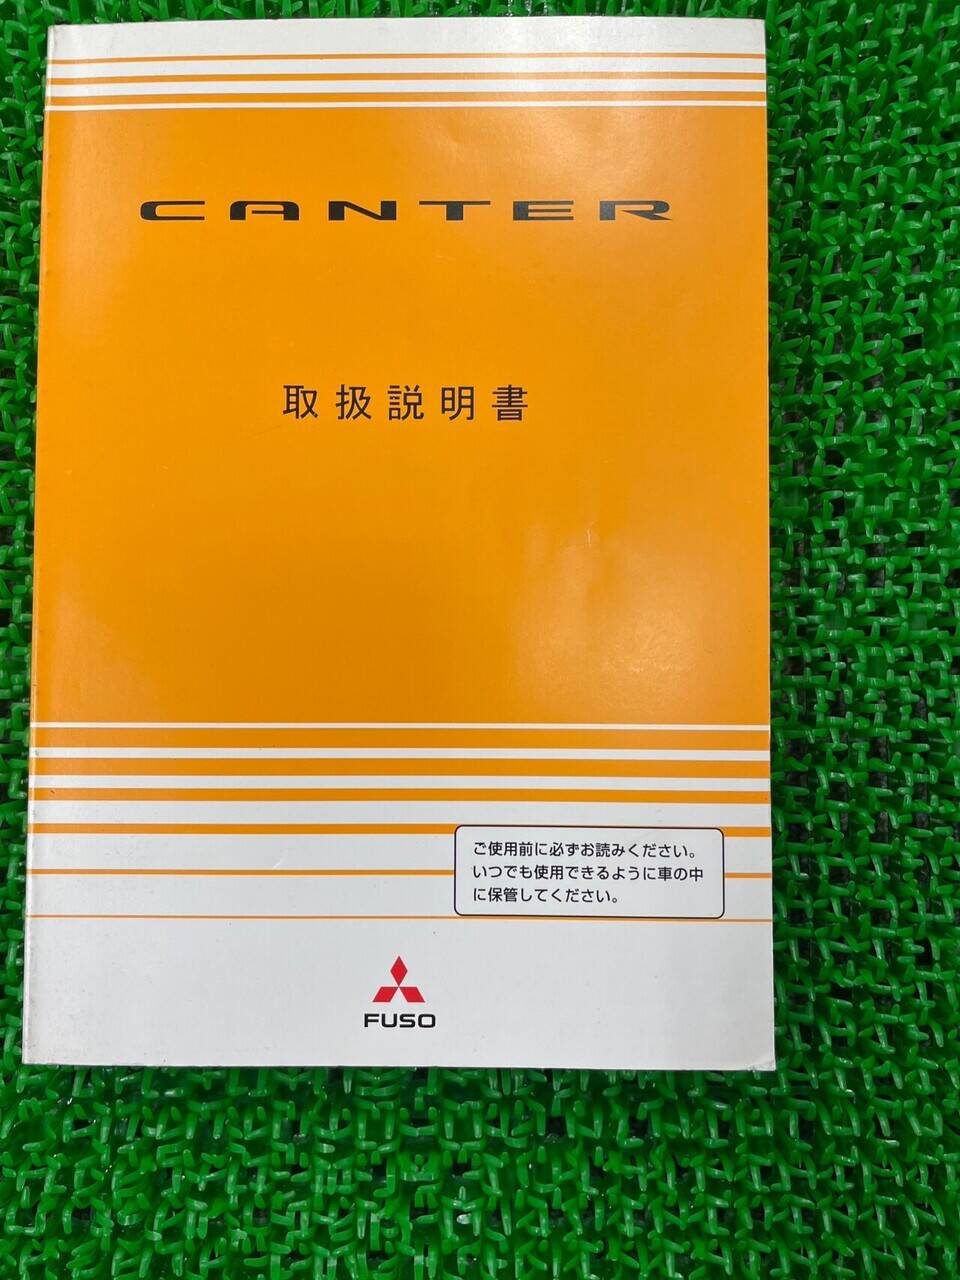 CANTER
取扱説明書
ご使用前に必ずお読みください。
いつでも使用できるように車の中
に保管してください。
FUSO